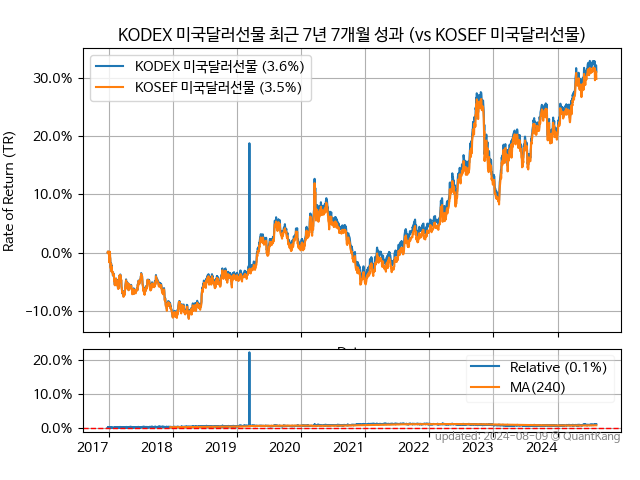 KODEX 미국달러선물 최근 7년 7개월 성과 (vs KOSEF 미국달러선물)
KODEX 미국달러선물 (3.6%)
KOSEF 미국달러선물 (3.5%)
Rate of Return (TR)
30.0%
20.0%
10.0%
0.0%
−10.0%
20.0%
10.0%
0.0%
Relative (0.1%)
MA(240)
2017 2018 2019 2020 2021 2022 2023 2024
updated: 2024-08-09 © QuantKang